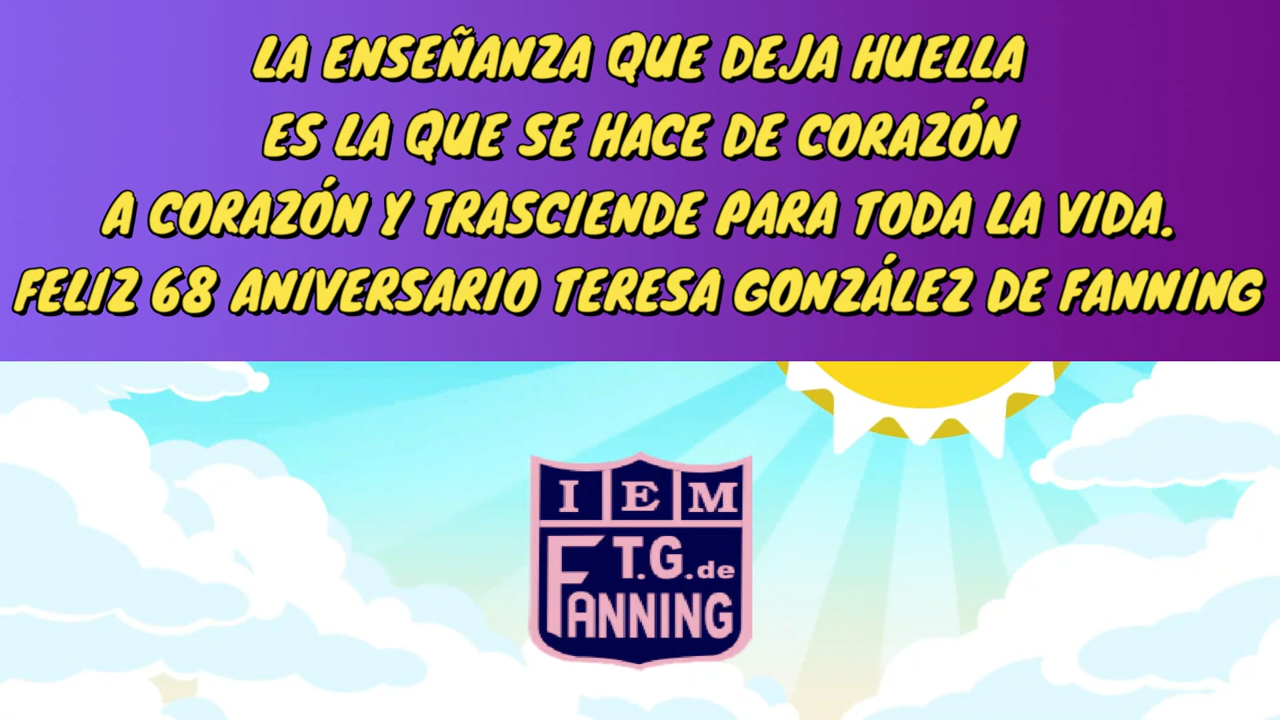 LA ENSEÑANZA QUE DEJA HUELLA
ES LA QUE SE HACE DE CORAZÓN
A CORAZÓN Y TRASCIENDE PARA TODA LA VIDA.
FELIZ 68 ANIVERSARIO TERESA GONZÁLEZ DE FANNING
I E M
T.G.de
FANNING